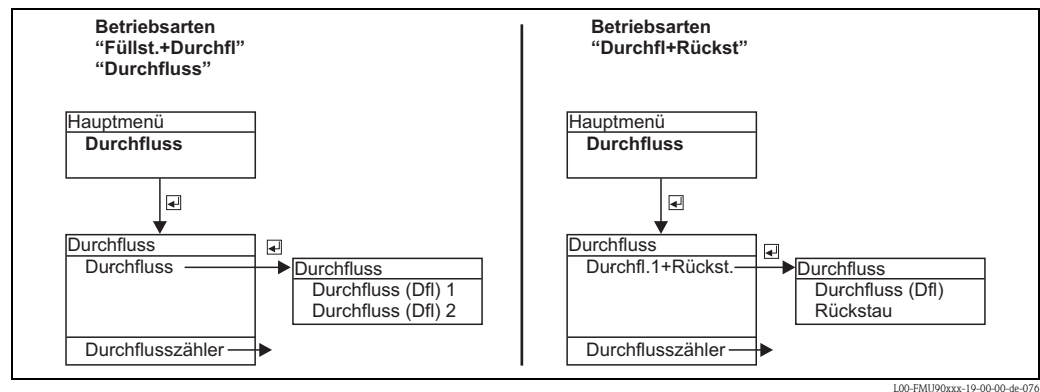 Betriebsarten
“Füllst.+Durchfl”
“Durchfluss”
Hauptmenü
Durchfluss
Durchfluss
Durchfluss
Durchflusszähler
Durchfluss
Durchfluss (Dfl) 1
Durchfluss (Dfl) 2
Betriebsarten
“Durchfl+Rückst”
Hauptmenü
Durchfluss
Durchfluss
Durchfl.1+Rückst.
Durchflusszähler
Durchfluss
Durchfluss (Dfl)
Rückstau
L00-FMU90xxx-19-00-00-de-076